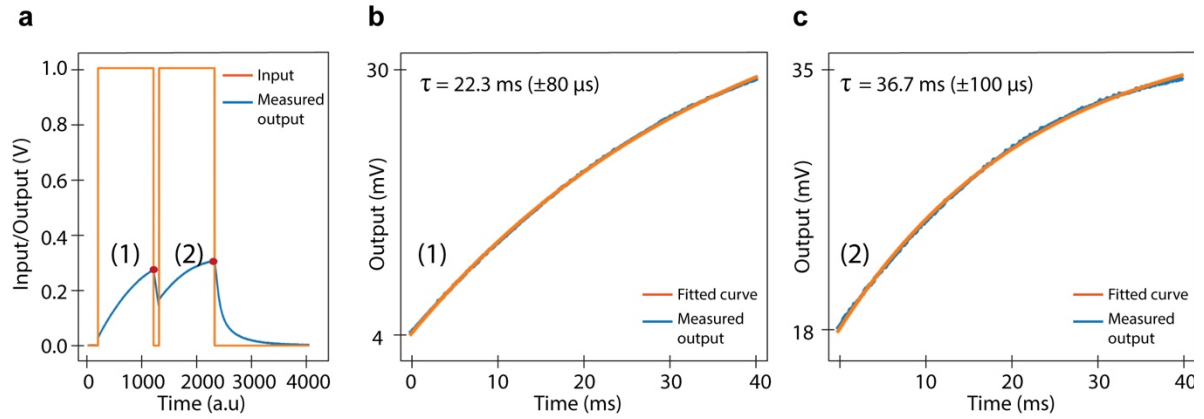 a
1.0
0.8
0.6
0.4
0.2
0.0
Input/Output (V)
Input
Measured
output
(1)
(2)
0
1000
2000
3000
4000
Time (a.u)
b
30
4
Output (mV)
τ = 22.3 ms (±80 μs)
(1)
Fitted curve
Measured
output
0
10
20
30
40
Time (ms)
c
35
18
Output (mV)
τ = 36.7 ms (±100 μs)
(2)
Fitted curve
Measured
output
10
20
30
40
Time (ms)